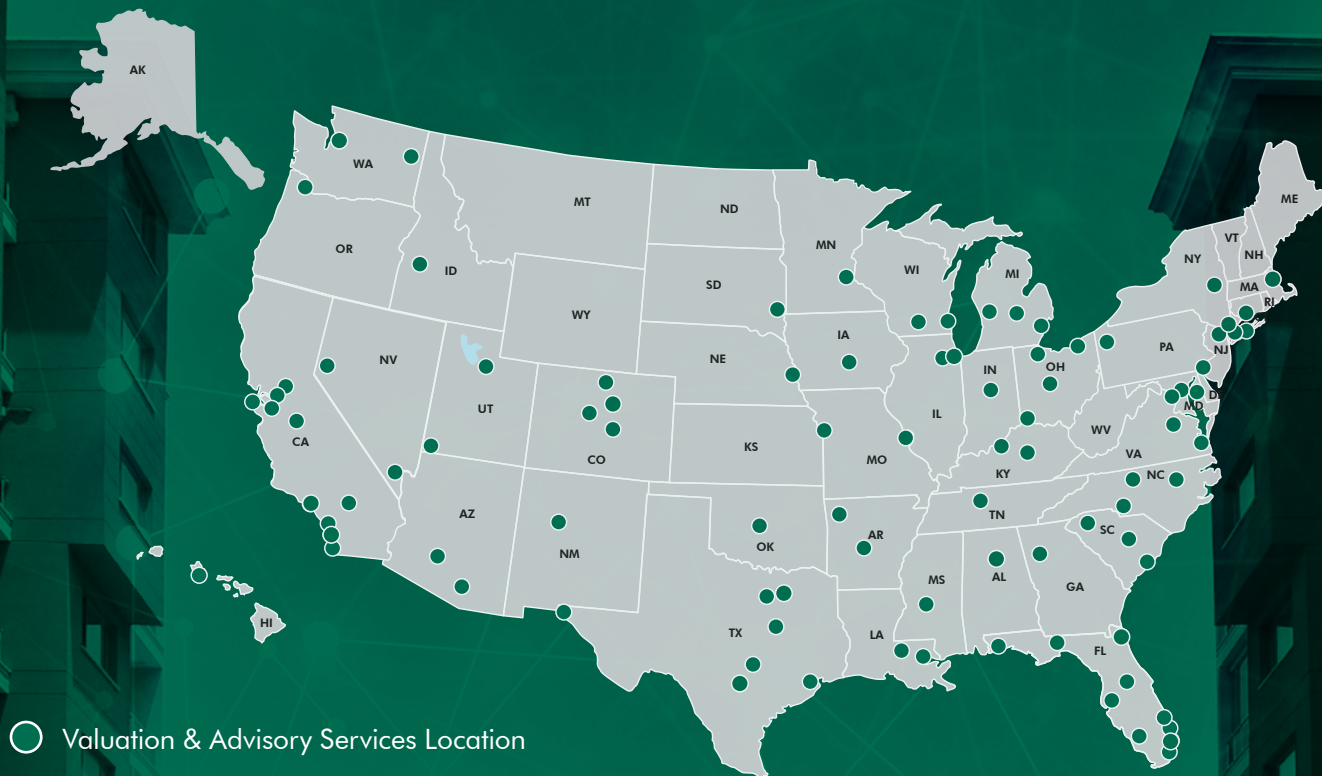 AK
WA
MT
ND
MN
ME
VT
NH
NY
OR
ID
WI
MI
SD
MA
RI
WY
IA
NV
NE
PA
NJ
OH
IN
UT
IL
MD
CA
CO
KS
MO
WV
VA
KY
NC
AZ
TN
NM
OK
AR
SC
MS
AL
GA
HI
TX
LA
FL
Valuation & Advisory Services Location